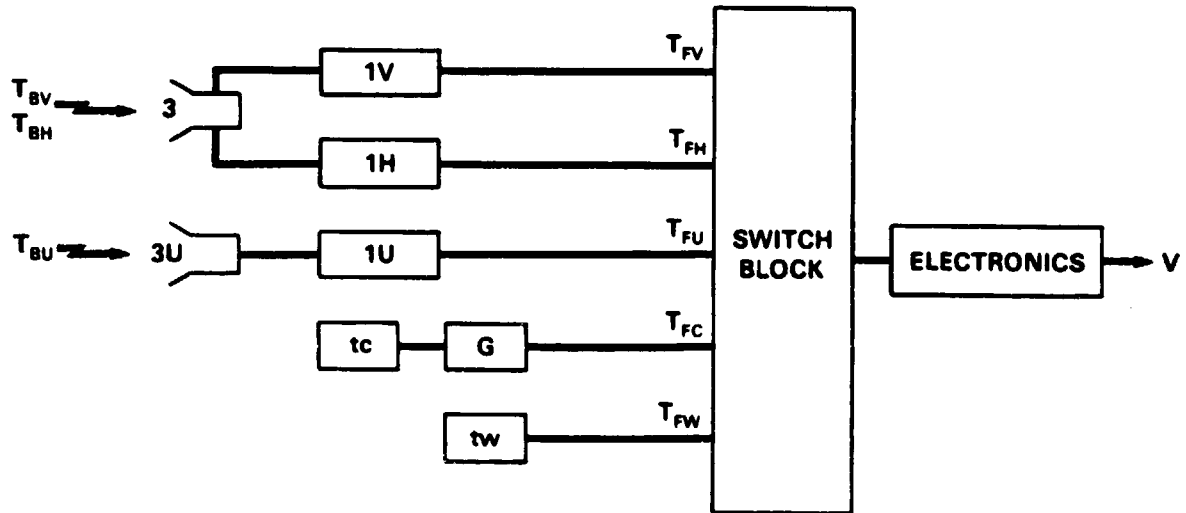 T_BV
T_BH
3
1V
T_FV
1H
T_FH
T_BU
3U
1U
T_FU
SWITCH
BLOCK
ELECTRONICS
V
tc
G
T_FC
tw
T_FW